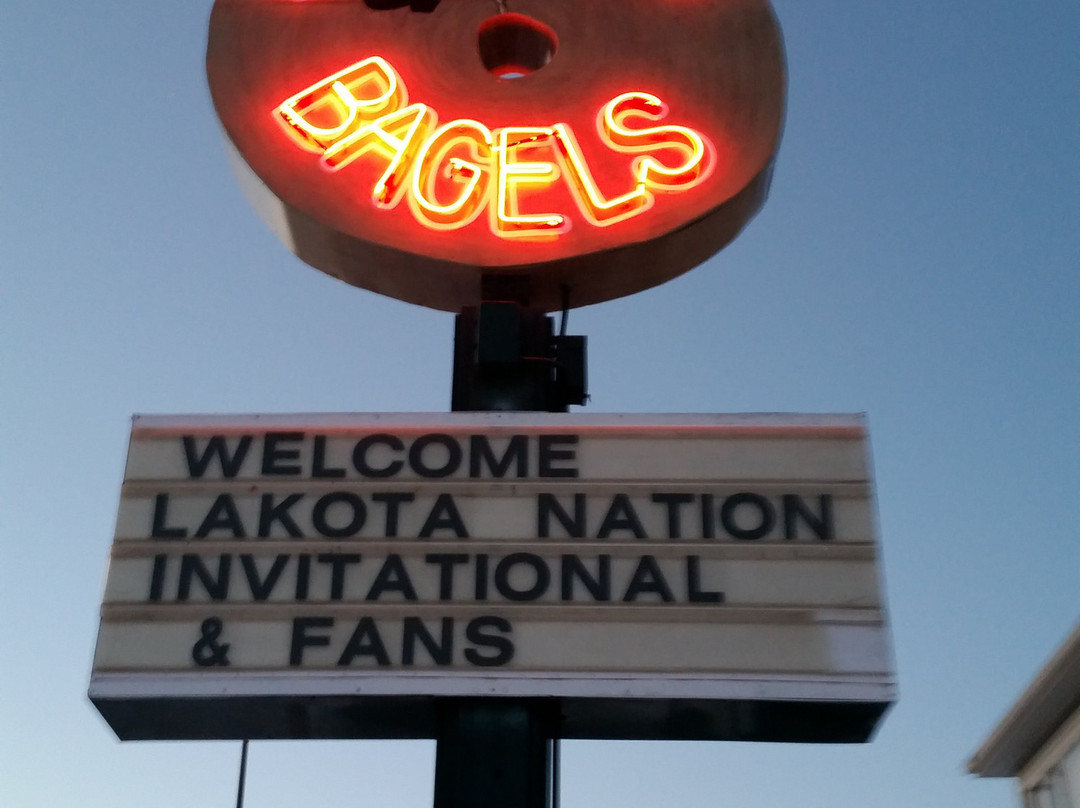 BAGELS
WELCOME
LAKOTA NATION
INVITATIONAL
& FANS